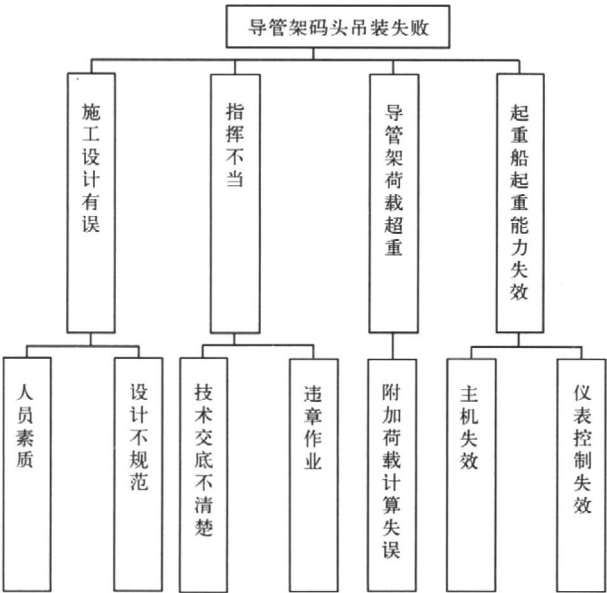 导管架码头吊装失败
施工设计有误
指挥不当
导管架荷载超重
起重船起重能力失效
人员素质
设计不规范
技术交底不清楚
违章作业
附加荷载计算失误
主机失效
仪表控制失效